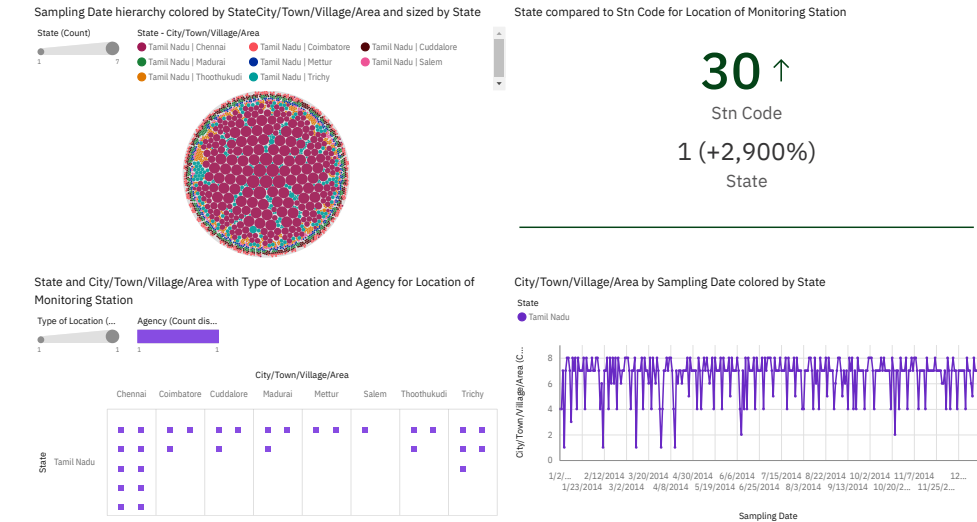 Sampling Date hierarchy colored by StateCity/Town/Village/Area and sized by State
State (Count)
1 7
State - City/Town/Village/Area
Tamil Nadu | Chennai Tamil Nadu | Coimbatore Tamil Nadu | Cuddalore
Tamil Nadu | Madurai Tamil Nadu | Mettur Tamil Nadu | Salem
Tamil Nadu | Thoothukudi Tamil Nadu | Trichy
State compared to Stn Code for Location of Monitoring Station
30 ↑
Stn Code
1 (+2,900%)
State
State and City/Town/Village/Area with Type of Location and Agency for Location of
Monitoring Station
Type of Location (... Agency (Count dis...
1 1 1 1
City/Town/Village/Area
Chennai Coimbatore Cuddalore Madurai Mettur Salem Thoothukudi Trichy
State
Tamil Nadu
City/Town/Village/Area by Sampling Date colored by State
State
Tamil Nadu
City/Town/Village/Area (C...
8
6
4
2
0
1/2/... 2/12/2014 3/20/2014 4/30/2014 6/6/2014 7/15/2014 8/22/2014 10/2/2014 11/7/2014 12...
1/23/2014 3/2/2014 4/8/2014 5/19/2014 6/25/2014 8/3/2014 9/13/2014 10/20/2... 11/25/2...
Sampling Date